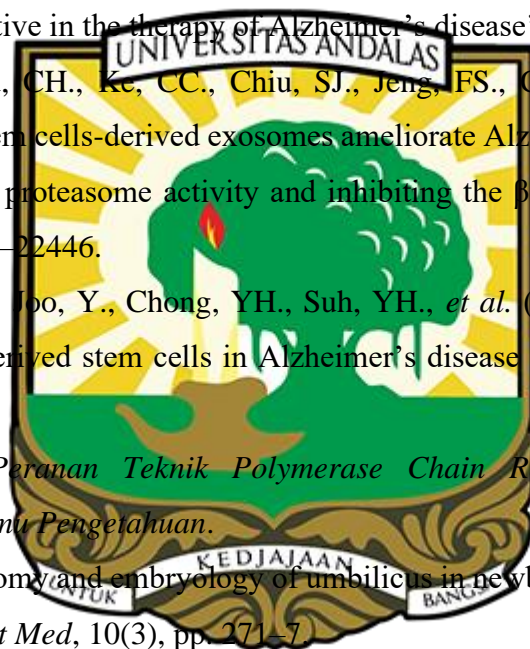 tive in the therapy of Alzheimer's disease
UNIVERSITAS ANDALAS
CH., Ke, CC., Chiu, SJ., Jeng, FS., C
em cells-derived exosomes ameliorate Alz
proteasome activity and inhibiting the β
–22446.
Joo, Y., Chong, YH., Suh, YH., et al. (
erived stem cells in Alzheimer's disease
Peranan Teknik Polymerase Chain R
mu Pengetahuan.
KEDJAJAAN
omy and embryology of umbilicus in newb
UNTUK
BANGSA
t Med, 10(3), pp. 271–7.